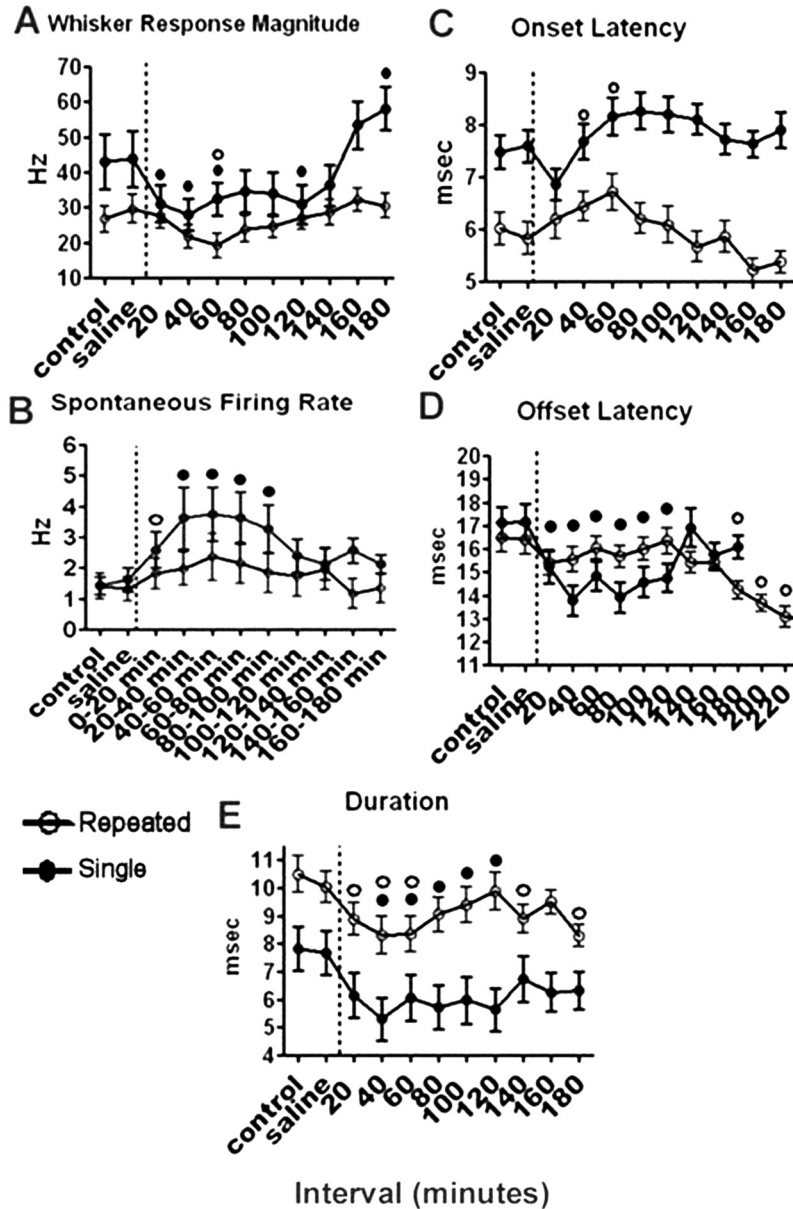 A Whisker Response Magnitude
70
60
50
40
30
20
10
Hz
control
saline
20
40
60
80
100
120
140
160
180
C Onset Latency
9
8
7
6
5
msec
control
saline
20
40
60
80
100
120
140
160
180
B Spontaneous Firing Rate
6
5
4
3
2
1
0
Hz
control
saline
0-20 min
20-40 min
40-60 min
60-80 min
80-100 min
100-120 min
120-140 min
140-160 min
160-180 min
D Offset Latency
20
19
18
17
16
15
14
13
12
11
msec
control
saline
20
40
60
80
100
120
140
160
180
200
220
Repeated
Single
E Duration
11
10
9
8
7
6
5
4
msec
control
saline
20
40
60
80
100
120
140
160
180
Interval (minutes)